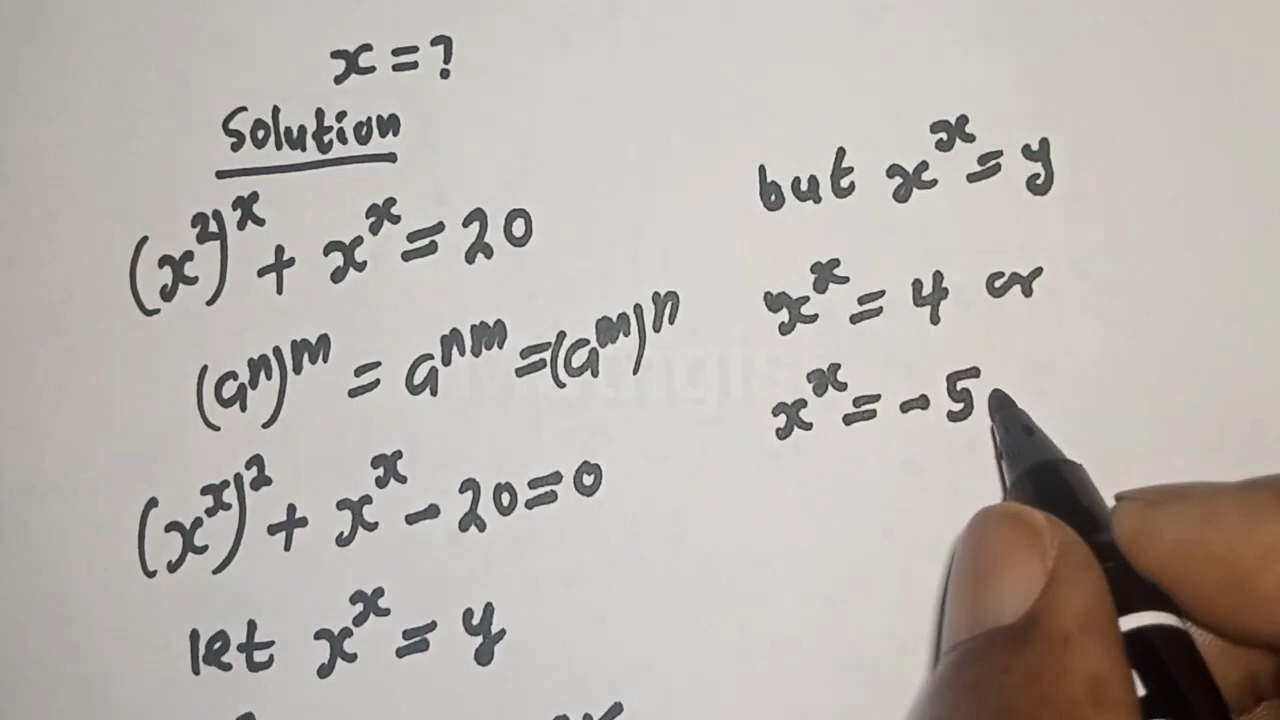 x = ?
Solution
(x²)^x + x^x = 20
(a^n)^m = a^nm = (a^m)^n
(x^x)² + x^x - 20 = 0
let x^x = y
but x^x = y
x^x = 4 or
x^x = - 5